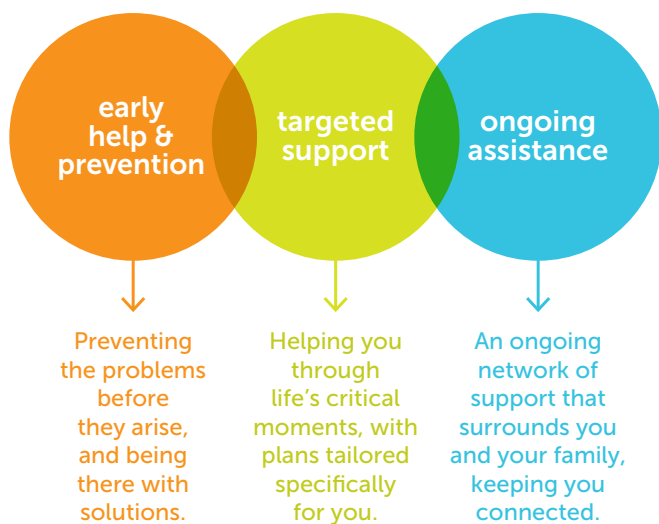 early
help &
prevention
targeted
support
ongoing
assistance
Preventing
the problems
before
they arise,
and being
there with
solutions.
Helping you
through
life’s critical
moments, with
plans tailored
specifically
for you.
An ongoing
network of
support that
surrounds you
and your family,
keeping you
connected.